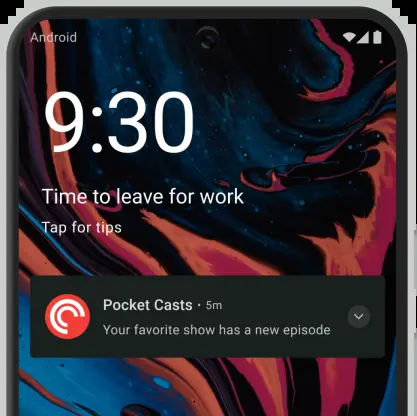 Android
9:30
Time to leave for work
Tap for tips
Pocket Casts • 5m
Your favorite show has a new episode